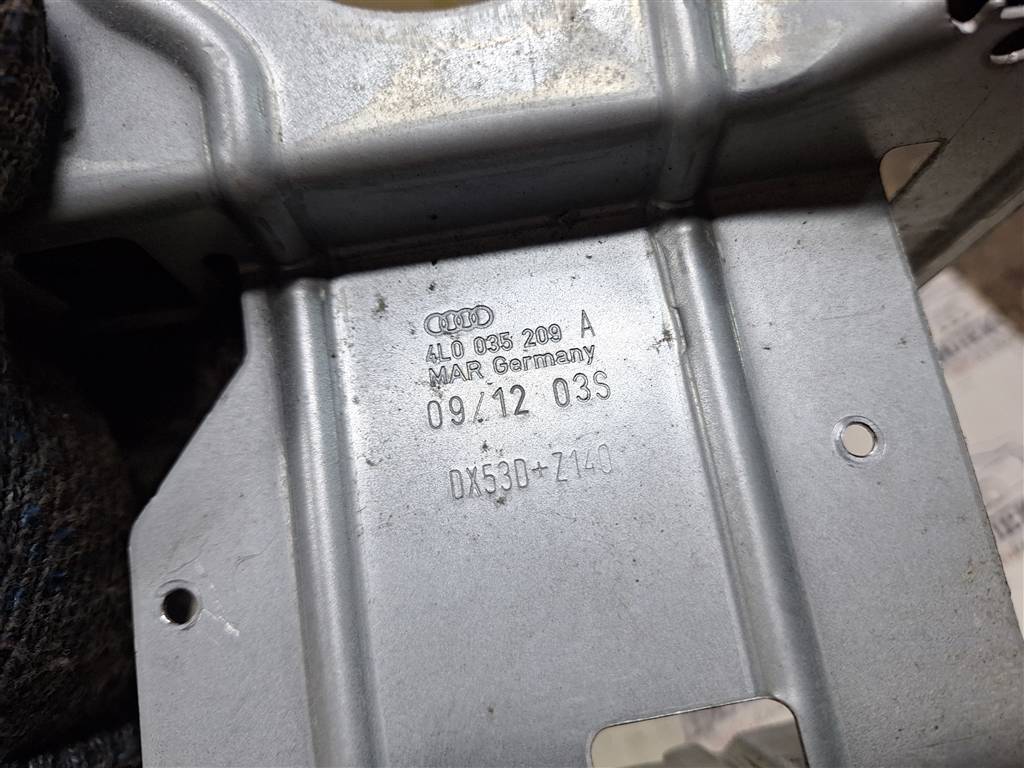 4L0 035 209 A
MAR Germany
09/12 03S
DX53D+Z140